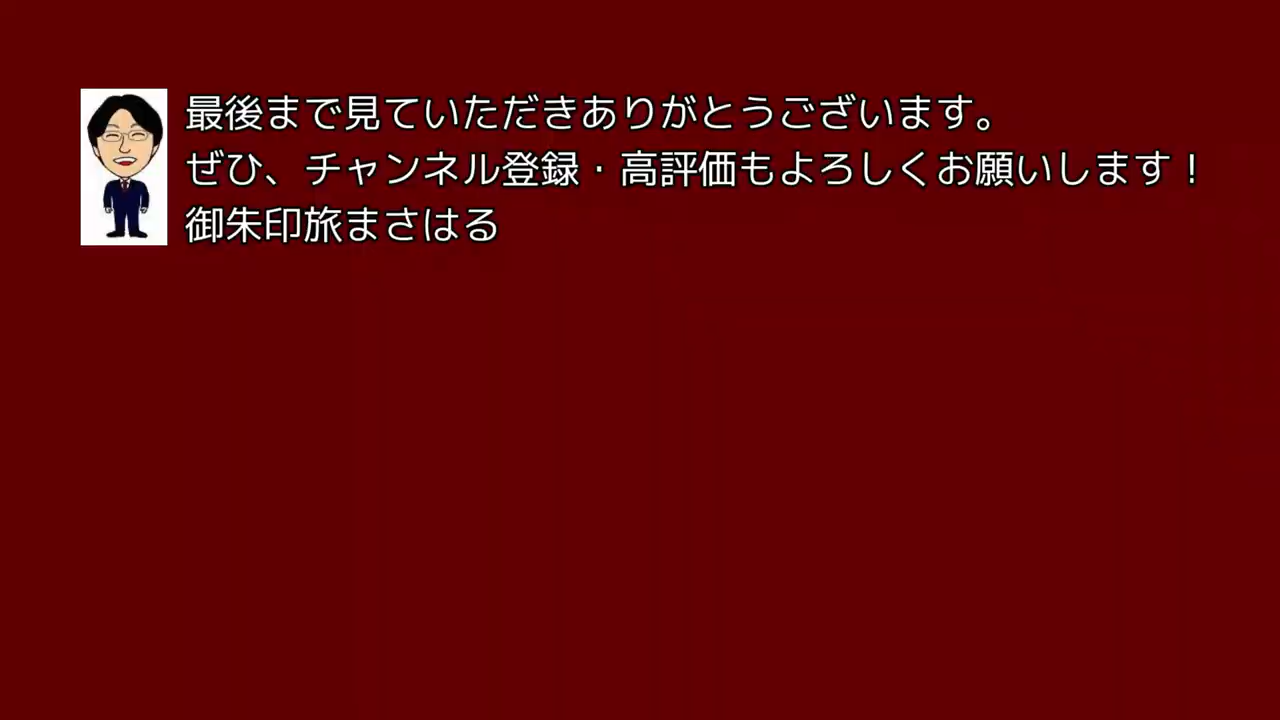 最後まで見ていただきありがとうございます。
ぜひ、チャンネル登録・高評価もよろしくお願いします！
御朱印旅まさはる